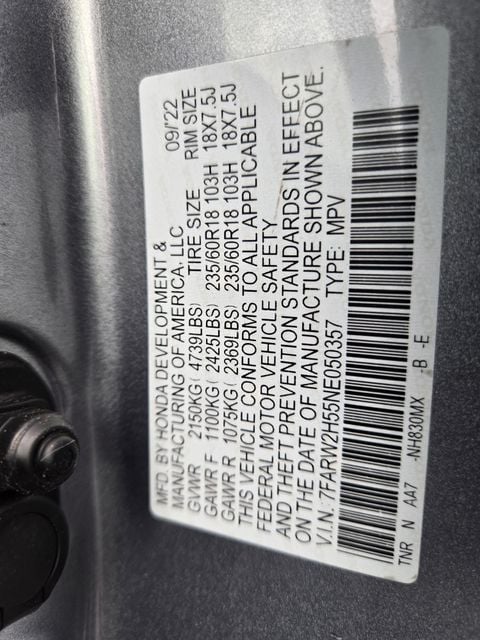 MFD. BY HONDA DEVELOPMENT & 09/'22
MANUFACTURING OF AMERICA, LLC
GVWR 2150KG( 4739LBS) TIRE SIZE RIM SIZE
GAWR F 1100KG( 2425LBS) 235/60R18 103H 18X7.5J
GAWR R 1075KG( 2369LBS) 235/60R18 103H 18X7.5J
THIS VEHICLE CONFORMS TO ALL APPLICABLE
FEDERAL MOTOR VEHICLE SAFETY
AND THEFT PREVENTION STANDARDS IN EFFECT
ON THE DATE OF MANUFACTURE SHOWN ABOVE.
V.I.N. 7FARW2H55NE050357 TYPE: MPV
TNR N AA7 -NH830MX -B -E